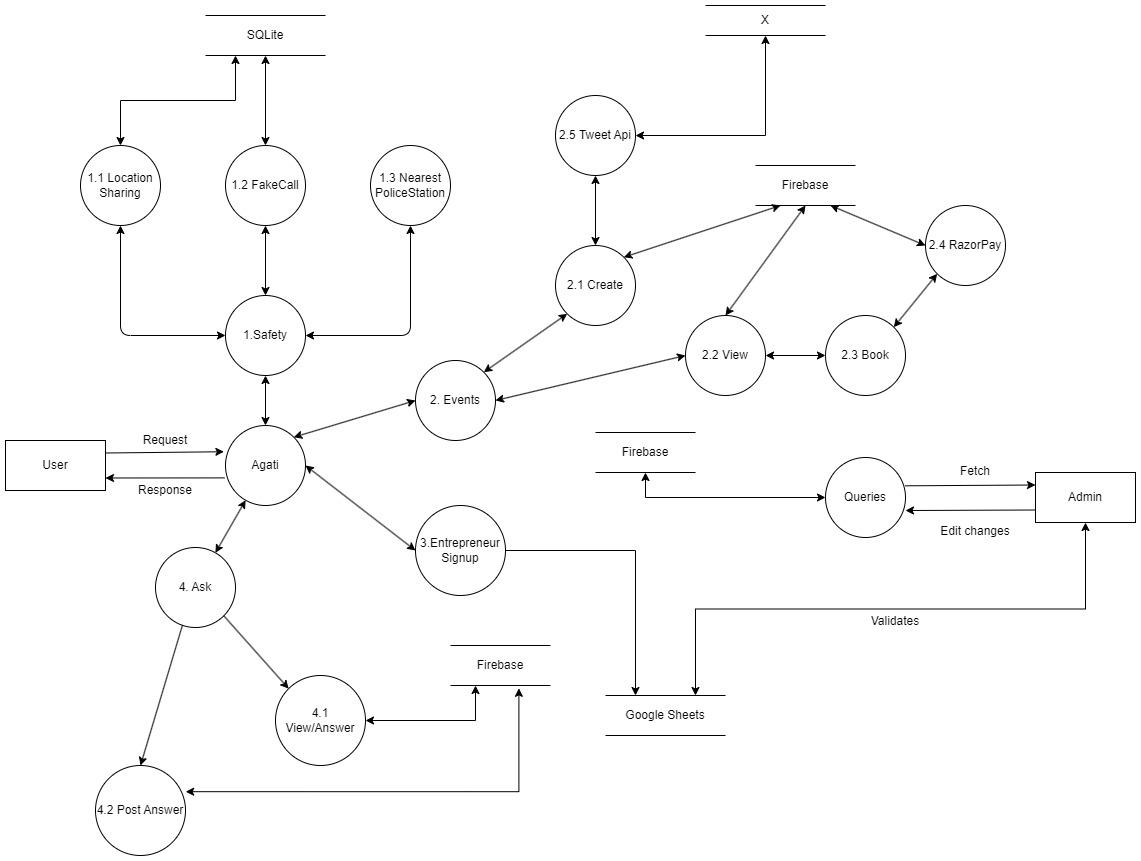 X
SQLite
2.5 Tweet Api
1.1 Location
Sharing
1.2 FakeCall
1.3 Nearest
PoliceStation
Firebase
2.4 RazorPay
2.1 Create
1.Safety
2.2 View
2.3 Book
2. Events
User
Request
Response
Agati
Firebase
Queries
Fetch
Edit changes
Admin
3.Entrepreneur
Signup
4. Ask
Validates
Firebase
4.1
View/Answer
Google Sheets
4.2 Post Answer